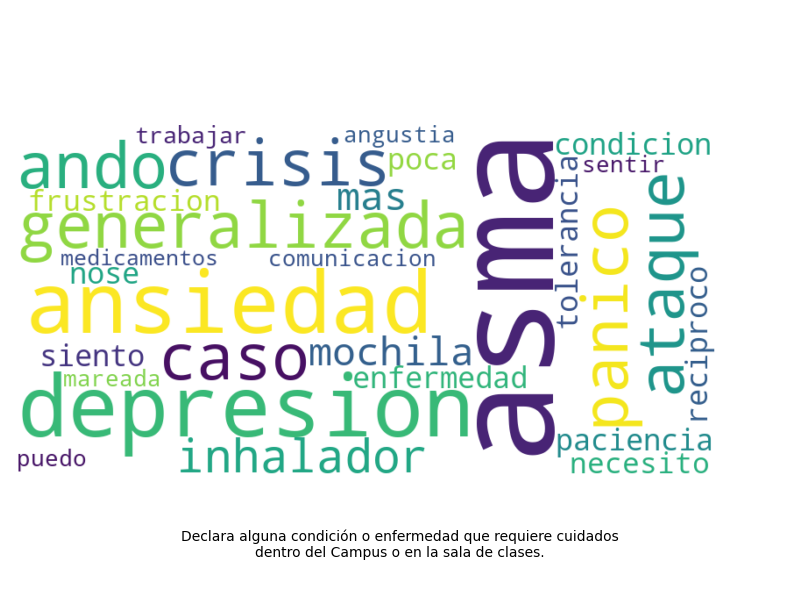 trabajar
angustia
ando
crisis
poca
frustracion
mas
generalizada
medicamentos
comunicacion
nose
ansiedad
siento
caso
mochila
mareada
enfermedad
depresion
puedo
inhalador
asma
condicion
sentir
tolerancia
panico
ataque
reciproco
paciencia
necesito
Declara alguna condición o enfermedad que requiere cuidados
dentro del Campus o en la sala de clases.